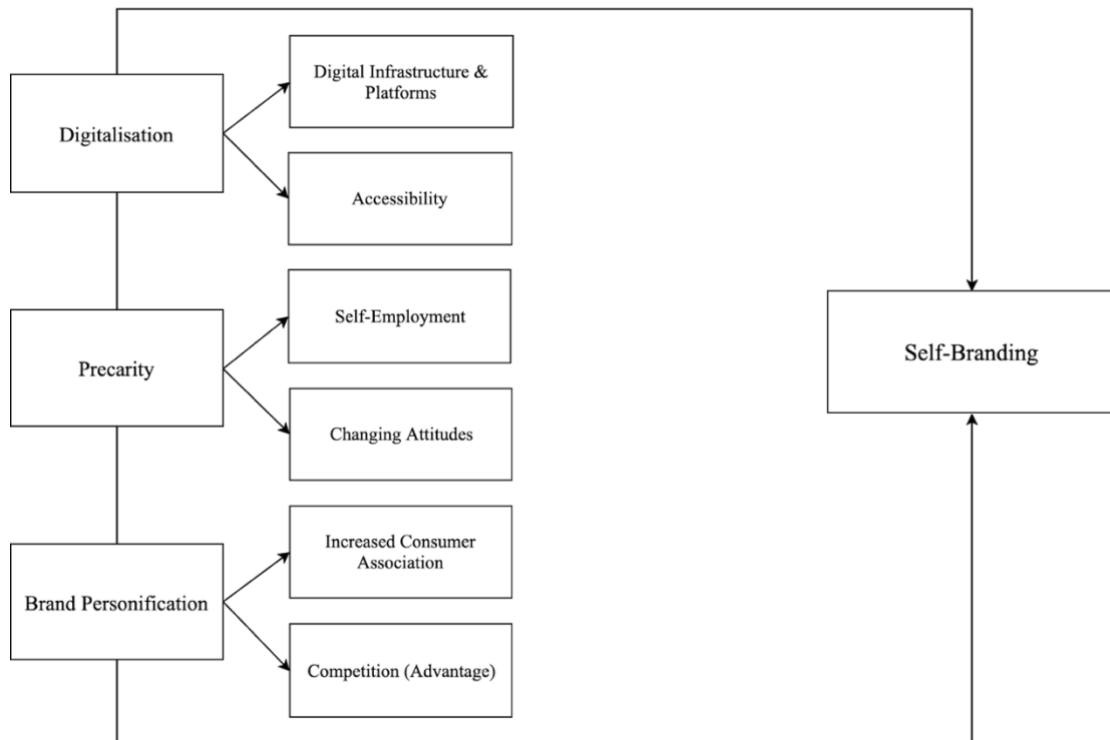 Digitalisation
Digital Infrastructure &
Platforms
Accessibility
Precarity
Self-Employment
Changing Attitudes
Brand Personification
Increased Consumer
Association
Competition (Advantage)
Self-Branding